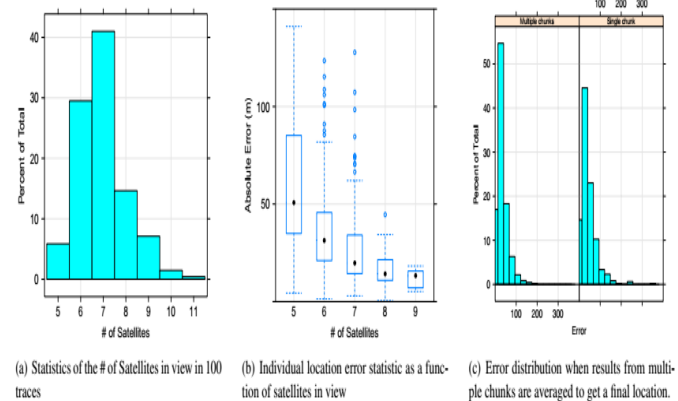 100 200 300
Multiple chunks Single chunk
40
30
20
10
0
Percent of Total
5 6 7 8 9 10 11
# of Satellites
100
50
Absolute Error (m)
5 6 7 8 9
# of Satellites
50
40
30
20
10
0
Percent of Total
100 200 300
Error
(a) Statistics of the # of Satellites in view in 100
traces
(b) Individual location error statistic as a func-
tion of satellites in view
(c) Error distribution when results from multi-
ple chunks are averaged to get a final location.